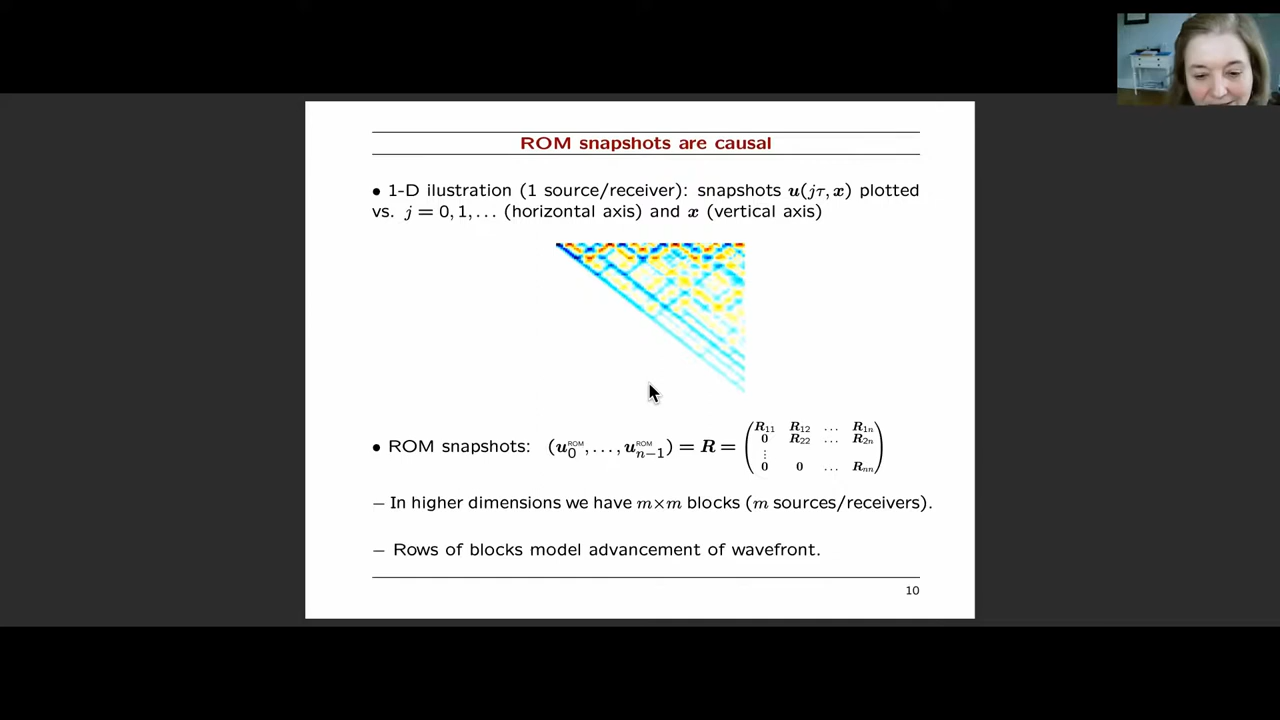 ROM snapshots are causal
• 1-D ilustration (1 source/receiver): snapshots u(jτ, x) plotted
vs. j = 0, 1, . . . (horizontal axis) and x (vertical axis)
• ROM snapshots: (u₀^ROM, . . . , u_{n−1}^ROM) = R = ( R₁₁ R₁₂ . . . R₁ₙ
0 R₂₂ . . . R₂ₙ
⋮
0 0 . . . Rₙₙ )
– In higher dimensions we have m×m blocks (m sources/receivers).
– Rows of blocks model advancement of wavefront.
10